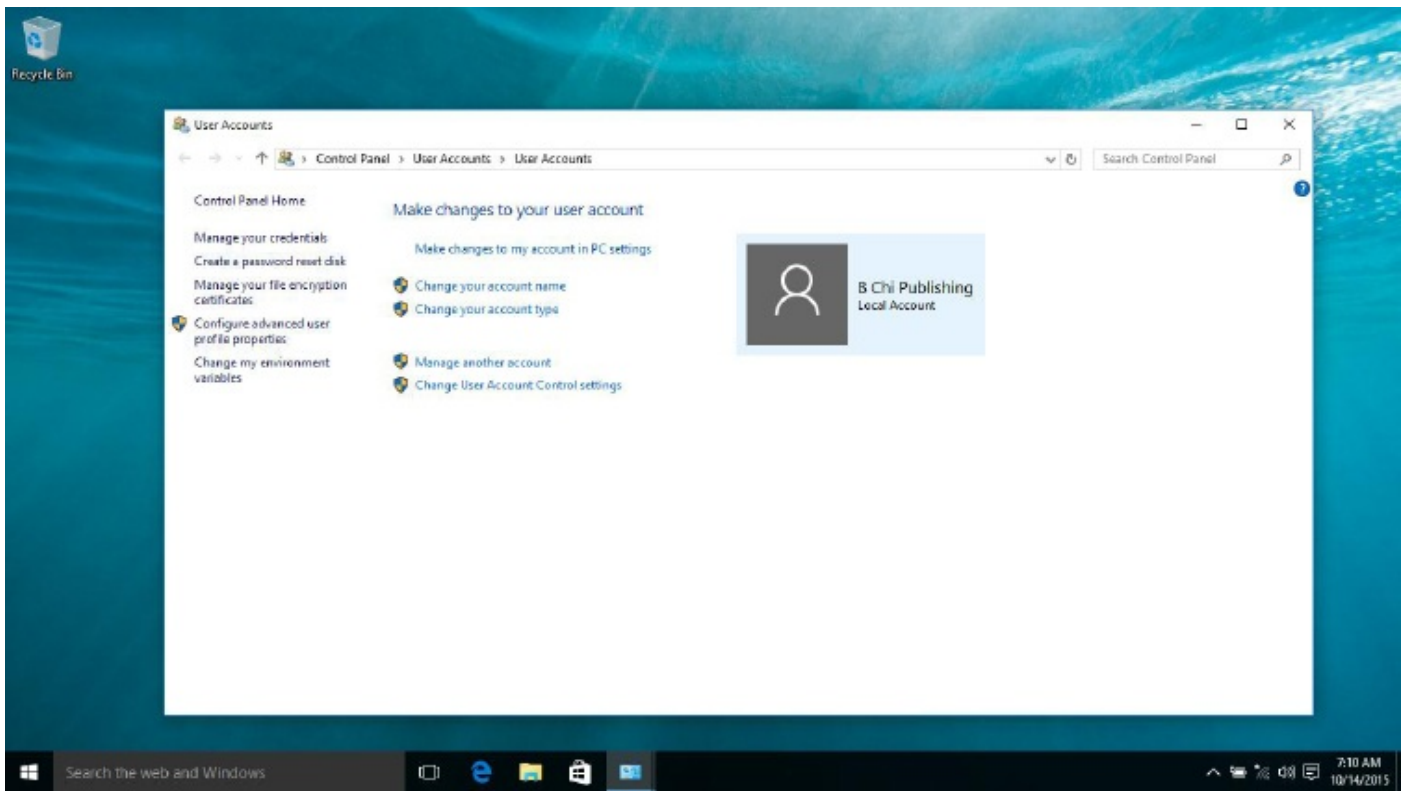 Recycle Bin
User Accounts
Control Panel > User Accounts > User Accounts
Search Control Panel
Control Panel Home
Manage your credentials
Create a password reset disk
Manage your file encryption
certificates
Configure advanced user
profile properties
Change my environment
variables
Make changes to your user account
Make changes to my account in PC settings
Change your account name
Change your account type
Manage another account
Change User Account Control settings
B Chi Publishing
Local Account
Search the web and Windows
7:10 AM
10/14/2015